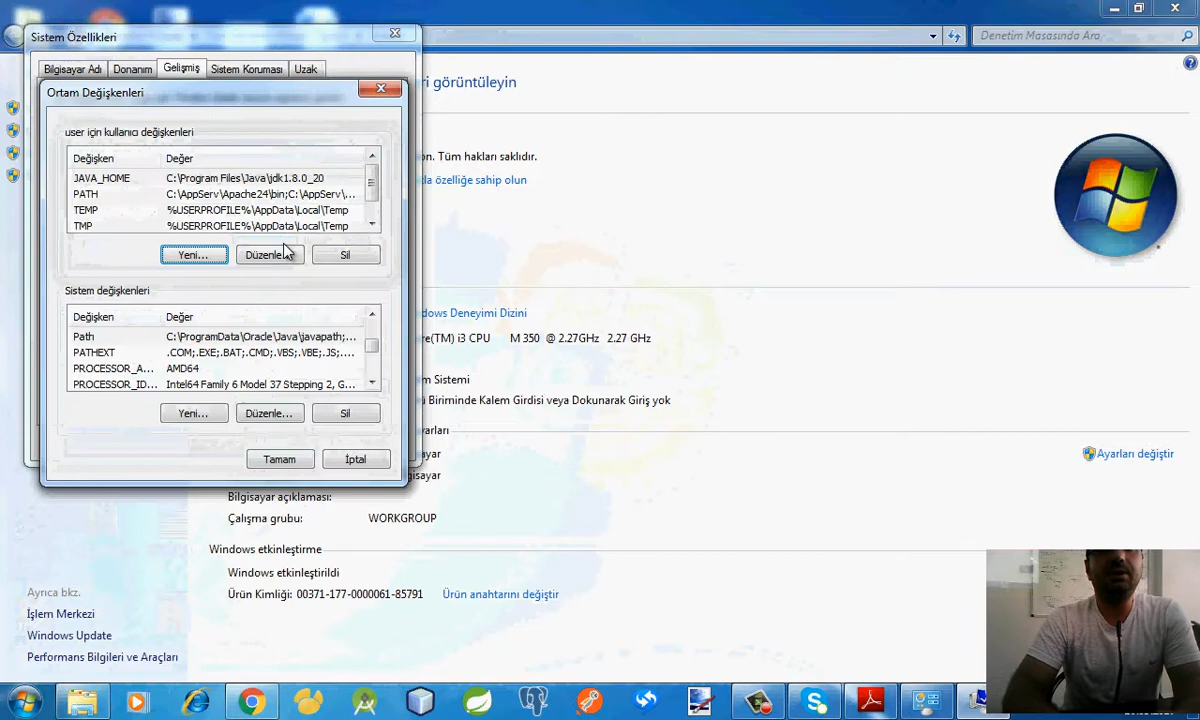 Sistem Özellikleri
Denetim Masasında Ara
Bilgisayar Adı Donanım Gelişmiş Sistem Koruması Uzak
ri görüntüleyin
Ortam Değişkenleri
user için kullanıcı değişkenleri
Değişken Değer
JAVA_HOME C:\Program Files\Java\jdk1.8.0_20
PATH C:\AppServ\Apache24\bin;C:\AppServ\...
TEMP %USERPROFILE%\AppData\Local\Temp
TMP %USERPROFILE%\AppData\Local\Temp
Yeni... Düzenle... Sil
on. Tüm hakları saklıdır.
la özelliğe sahip olun
Sistem değişkenleri
Değişken Değer
Path C:\ProgramData\Oracle\Java\javapath;...
PATHEXT .COM;.EXE;.BAT;.CMD;.VBS;.VBE;.JS;....
PROCESSOR_A... AMD64
PROCESSOR_ID... Intel64 Family 6 Model 37 Stepping 2, G...
Yeni... Düzenle... Sil
Tamam İptal
dows Deneyimi Dizini
re(TM) i3 CPU M 350 @ 2.27GHz 2.27 GHz
m Sistemi
ü Biriminde Kalem Girdisi veya Dokunarak Giriş yok
arları
ayar
Ayarları değiştir
gisayar
Bilgisayar açıklaması:
Çalışma grubu: WORKGROUP
Windows etkinleştirme
Windows etkinleştirildi
Ürün Kimliği: 00371-177-0000061-85791 Ürün anahtarını değiştir
Ayrıca bkz.
İşlem Merkezi
Windows Update
Performans Bilgileri ve Araçları